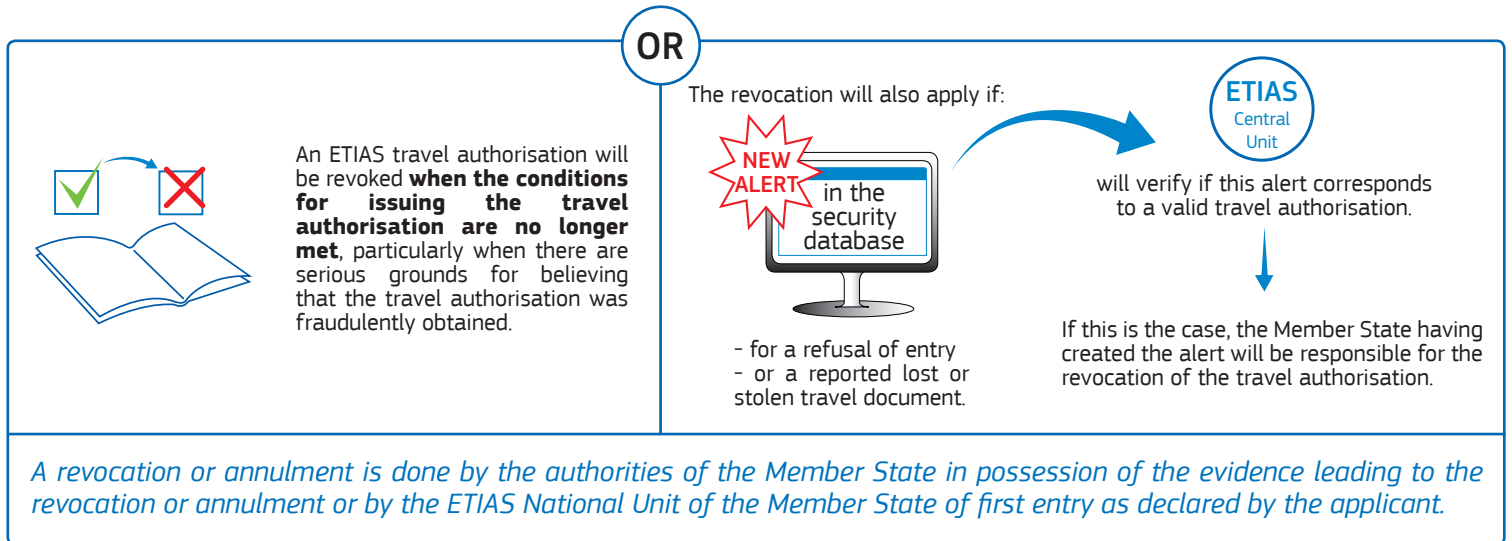 OR
An ETIAS travel authorisation will
be revoked when the conditions
for issuing the travel
authorisation are no longer
met, particularly when there are
serious grounds for believing
that the travel authorisation was
fraudulently obtained.
The revocation will also apply if:
NEW
ALERT
in the
security
database
- for a refusal of entry
- or a reported lost or
stolen travel document.
ETIAS
Central
Unit
will verify if this alert corresponds
to a valid travel authorisation.
If this is the case, the Member State having
created the alert will be responsible for the
revocation of the travel authorisation.
A revocation or annulment is done by the authorities of the Member State in possession of the evidence leading to the
revocation or annulment or by the ETIAS National Unit of the Member State of first entry as declared by the applicant.